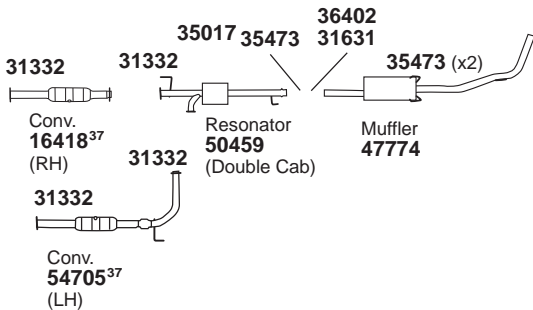 36402
35017 35473 31631
31332 31332 35473 (x2)
Conv.
16418³⁷
(RH)
Resonator
50459
(Double Cab)
Muffler
47774
31332
31332
Conv.
54705³⁷
(LH)